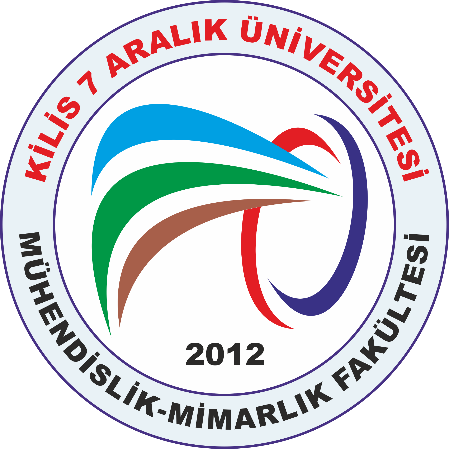 KİLİS 7 ARALIK ÜNİVERSİTESİ
2012
MÜHENDİSLİK-MİMARLIK FAKÜLTESİ